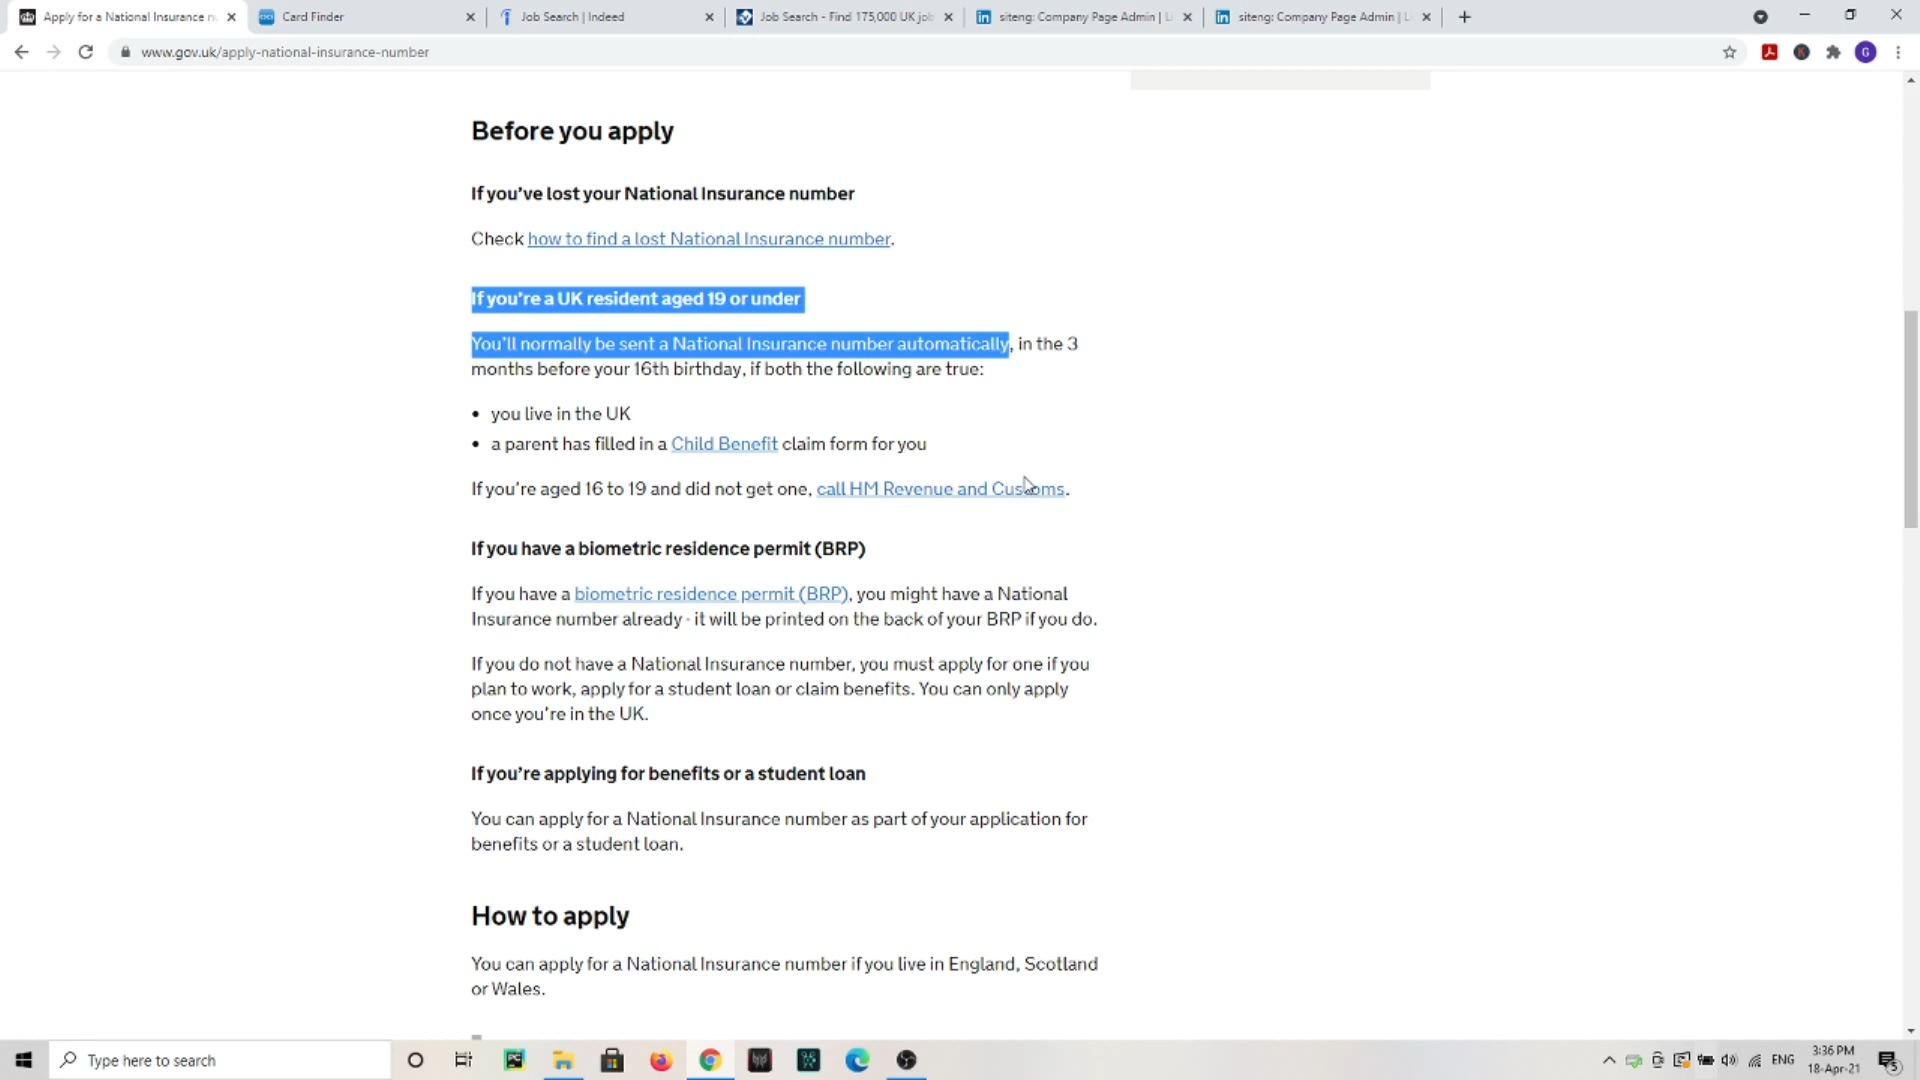 Apply for a National Insurance nu
Card Finder
Job Search | Indeed
Job Search - Find 175,000 UK job
siteng: Company Page Admin | Li
siteng: Company Page Admin | Li
www.gov.uk/apply-national-insurance-number
G
Before you apply
If you've lost your National Insurance number
Check how to find a lost National Insurance number.
If you're a UK resident aged 19 or under
You'll normally be sent a National Insurance number automatically, in the 3
months before your 16th birthday, if both the following are true:
• you live in the UK
• a parent has filled in a Child Benefit claim form for you
If you're aged 16 to 19 and did not get one, call HM Revenue and Customs.
If you have a biometric residence permit (BRP)
If you have a biometric residence permit (BRP), you might have a National
Insurance number already - it will be printed on the back of your BRP if you do.
If you do not have a National Insurance number, you must apply for one if you
plan to work, apply for a student loan or claim benefits. You can only apply
once you're in the UK.
If you're applying for benefits or a student loan
You can apply for a National Insurance number as part of your application for
benefits or a student loan.
How to apply
You can apply for a National Insurance number if you live in England, Scotland
or Wales.
Type here to search
PC
ENG
3:36 PM
18-Apr-21
5